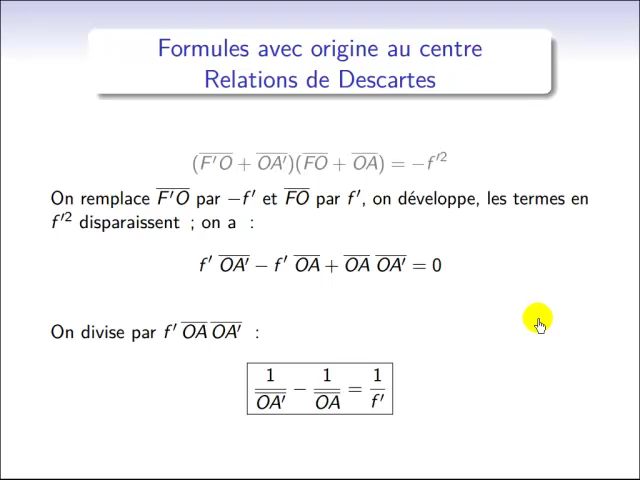 Formules avec origine au centre
Relations de Descartes
(F′O + OA′)(FO + OA) = −f′²
On remplace F′O par −f′ et FO par f′, on développe, les termes en
f′² disparaissent ; on a :
f′ OA′ − f′ OA + OA OA′ = 0
On divise par f′ OA OA′ :
1/OA′ − 1/OA = 1/f′